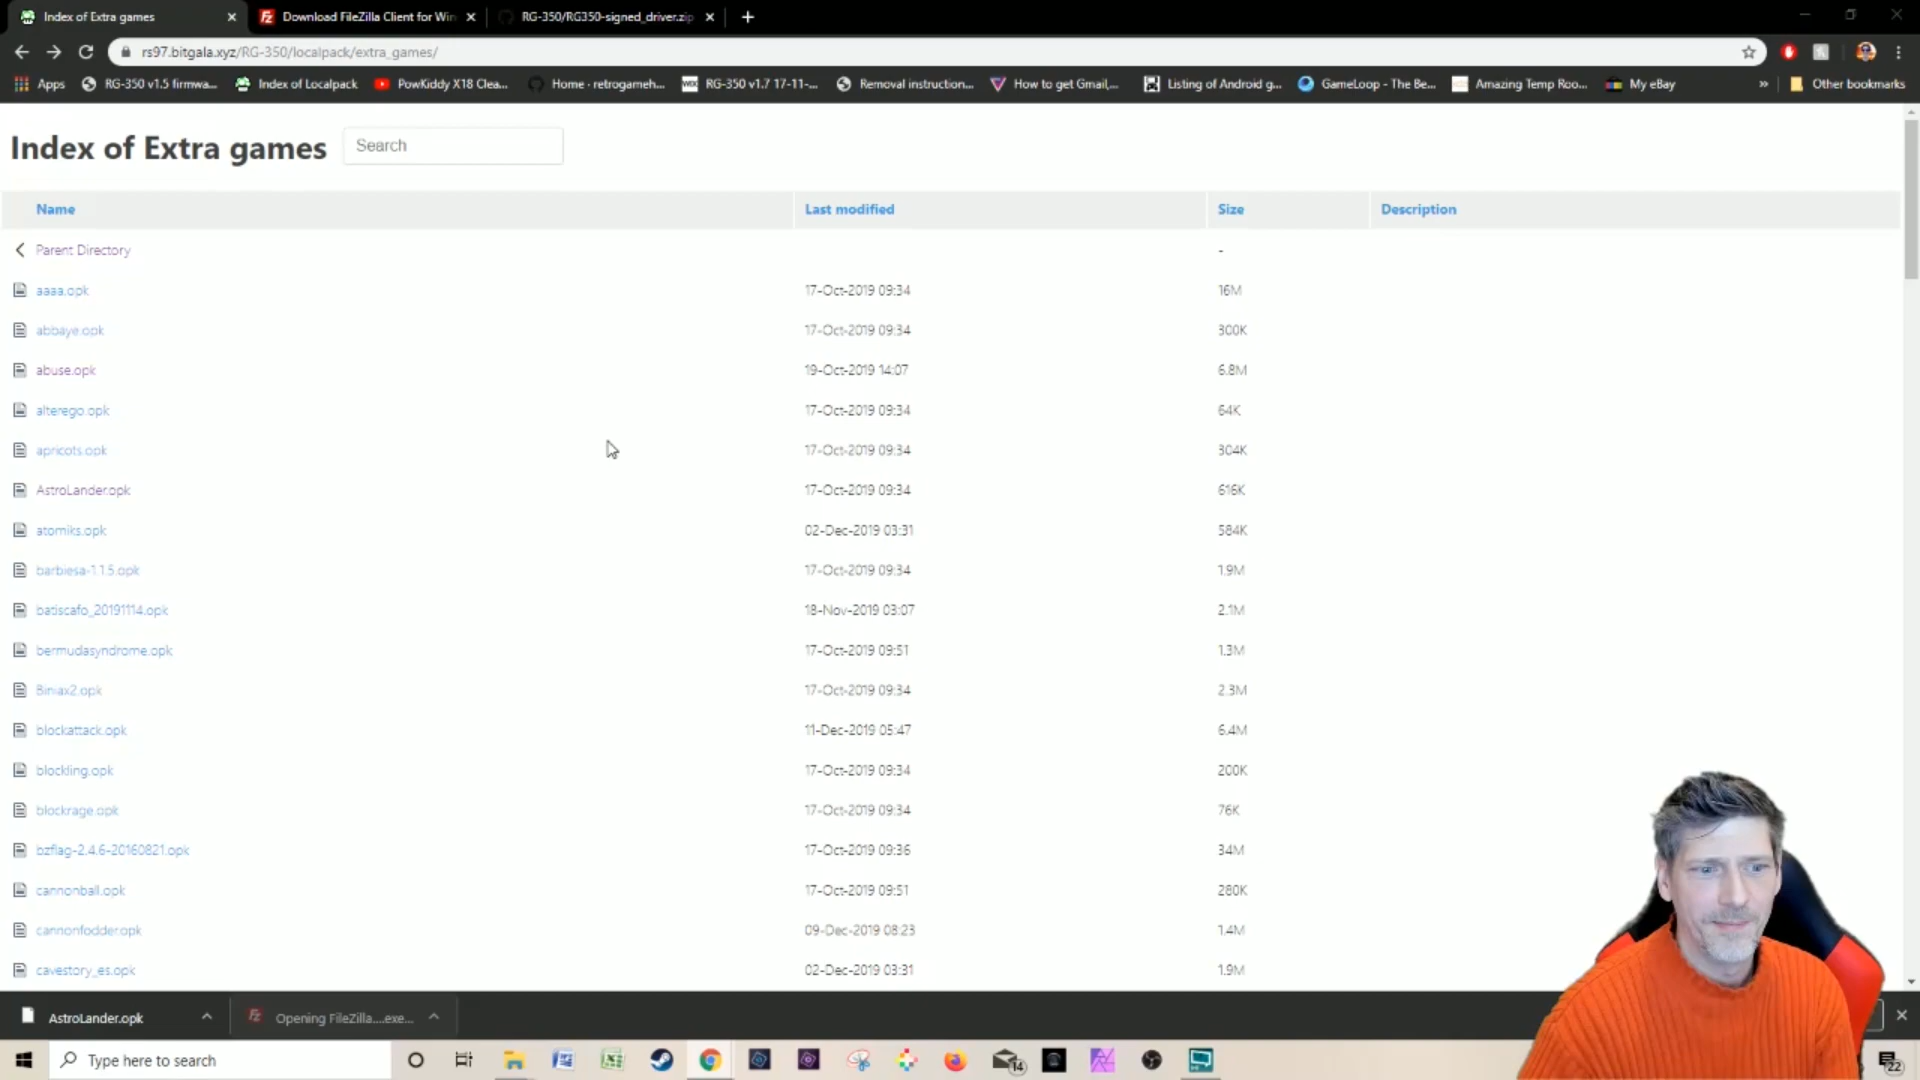 Index of Extra games
Download FileZilla Client for Win
RG-350/RG350-signed_driver.zip
rs97.bitgala.xyz/RG-350/localpack/extra_games/
Apps
RG-350 v1.5 firmwa...
Index of Localpack
PowKiddy X18 Clea...
Home - retrogameh...
RG-350 v1.7 17-11-...
Removal instruction...
How to get Gmail,...
Listing of Android g...
GameLoop - The Be...
Amazing Temp Roo...
My eBay
»
Other bookmarks
Index of Extra games
Search
Name Last modified Size Description
Parent Directory -
aaaa.opk 17-Oct-2019 09:34 16M
abbaye.opk 17-Oct-2019 09:34 300K
abuse.opk 19-Oct-2019 14:07 6.8M
alterego.opk 17-Oct-2019 09:34 64K
apricots.opk 17-Oct-2019 09:34 304K
AstroLander.opk 17-Oct-2019 09:34 616K
atomiks.opk 02-Dec-2019 03:31 584K
barbiesa-1.1.5.opk 17-Oct-2019 09:34 1.9M
batiscafo_20191114.opk 18-Nov-2019 03:07 2.1M
bermudasyndrome.opk 17-Oct-2019 09:51 1.3M
Biniax2.opk 17-Oct-2019 09:34 2.3M
blockattack.opk 11-Dec-2019 05:47 6.4M
blockling.opk 17-Oct-2019 09:34 200K
blockrage.opk 17-Oct-2019 09:34 76K
bzflag-2.4.6-20160821.opk 17-Oct-2019 09:36 34M
cannonball.opk 17-Oct-2019 09:51 280K
cannonfodder.opk 09-Dec-2019 08:23 1.4M
cavestory_es.opk 02-Dec-2019 03:31 1.9M
AstroLander.opk
Opening FileZilla....exe...
Type here to search
14
22